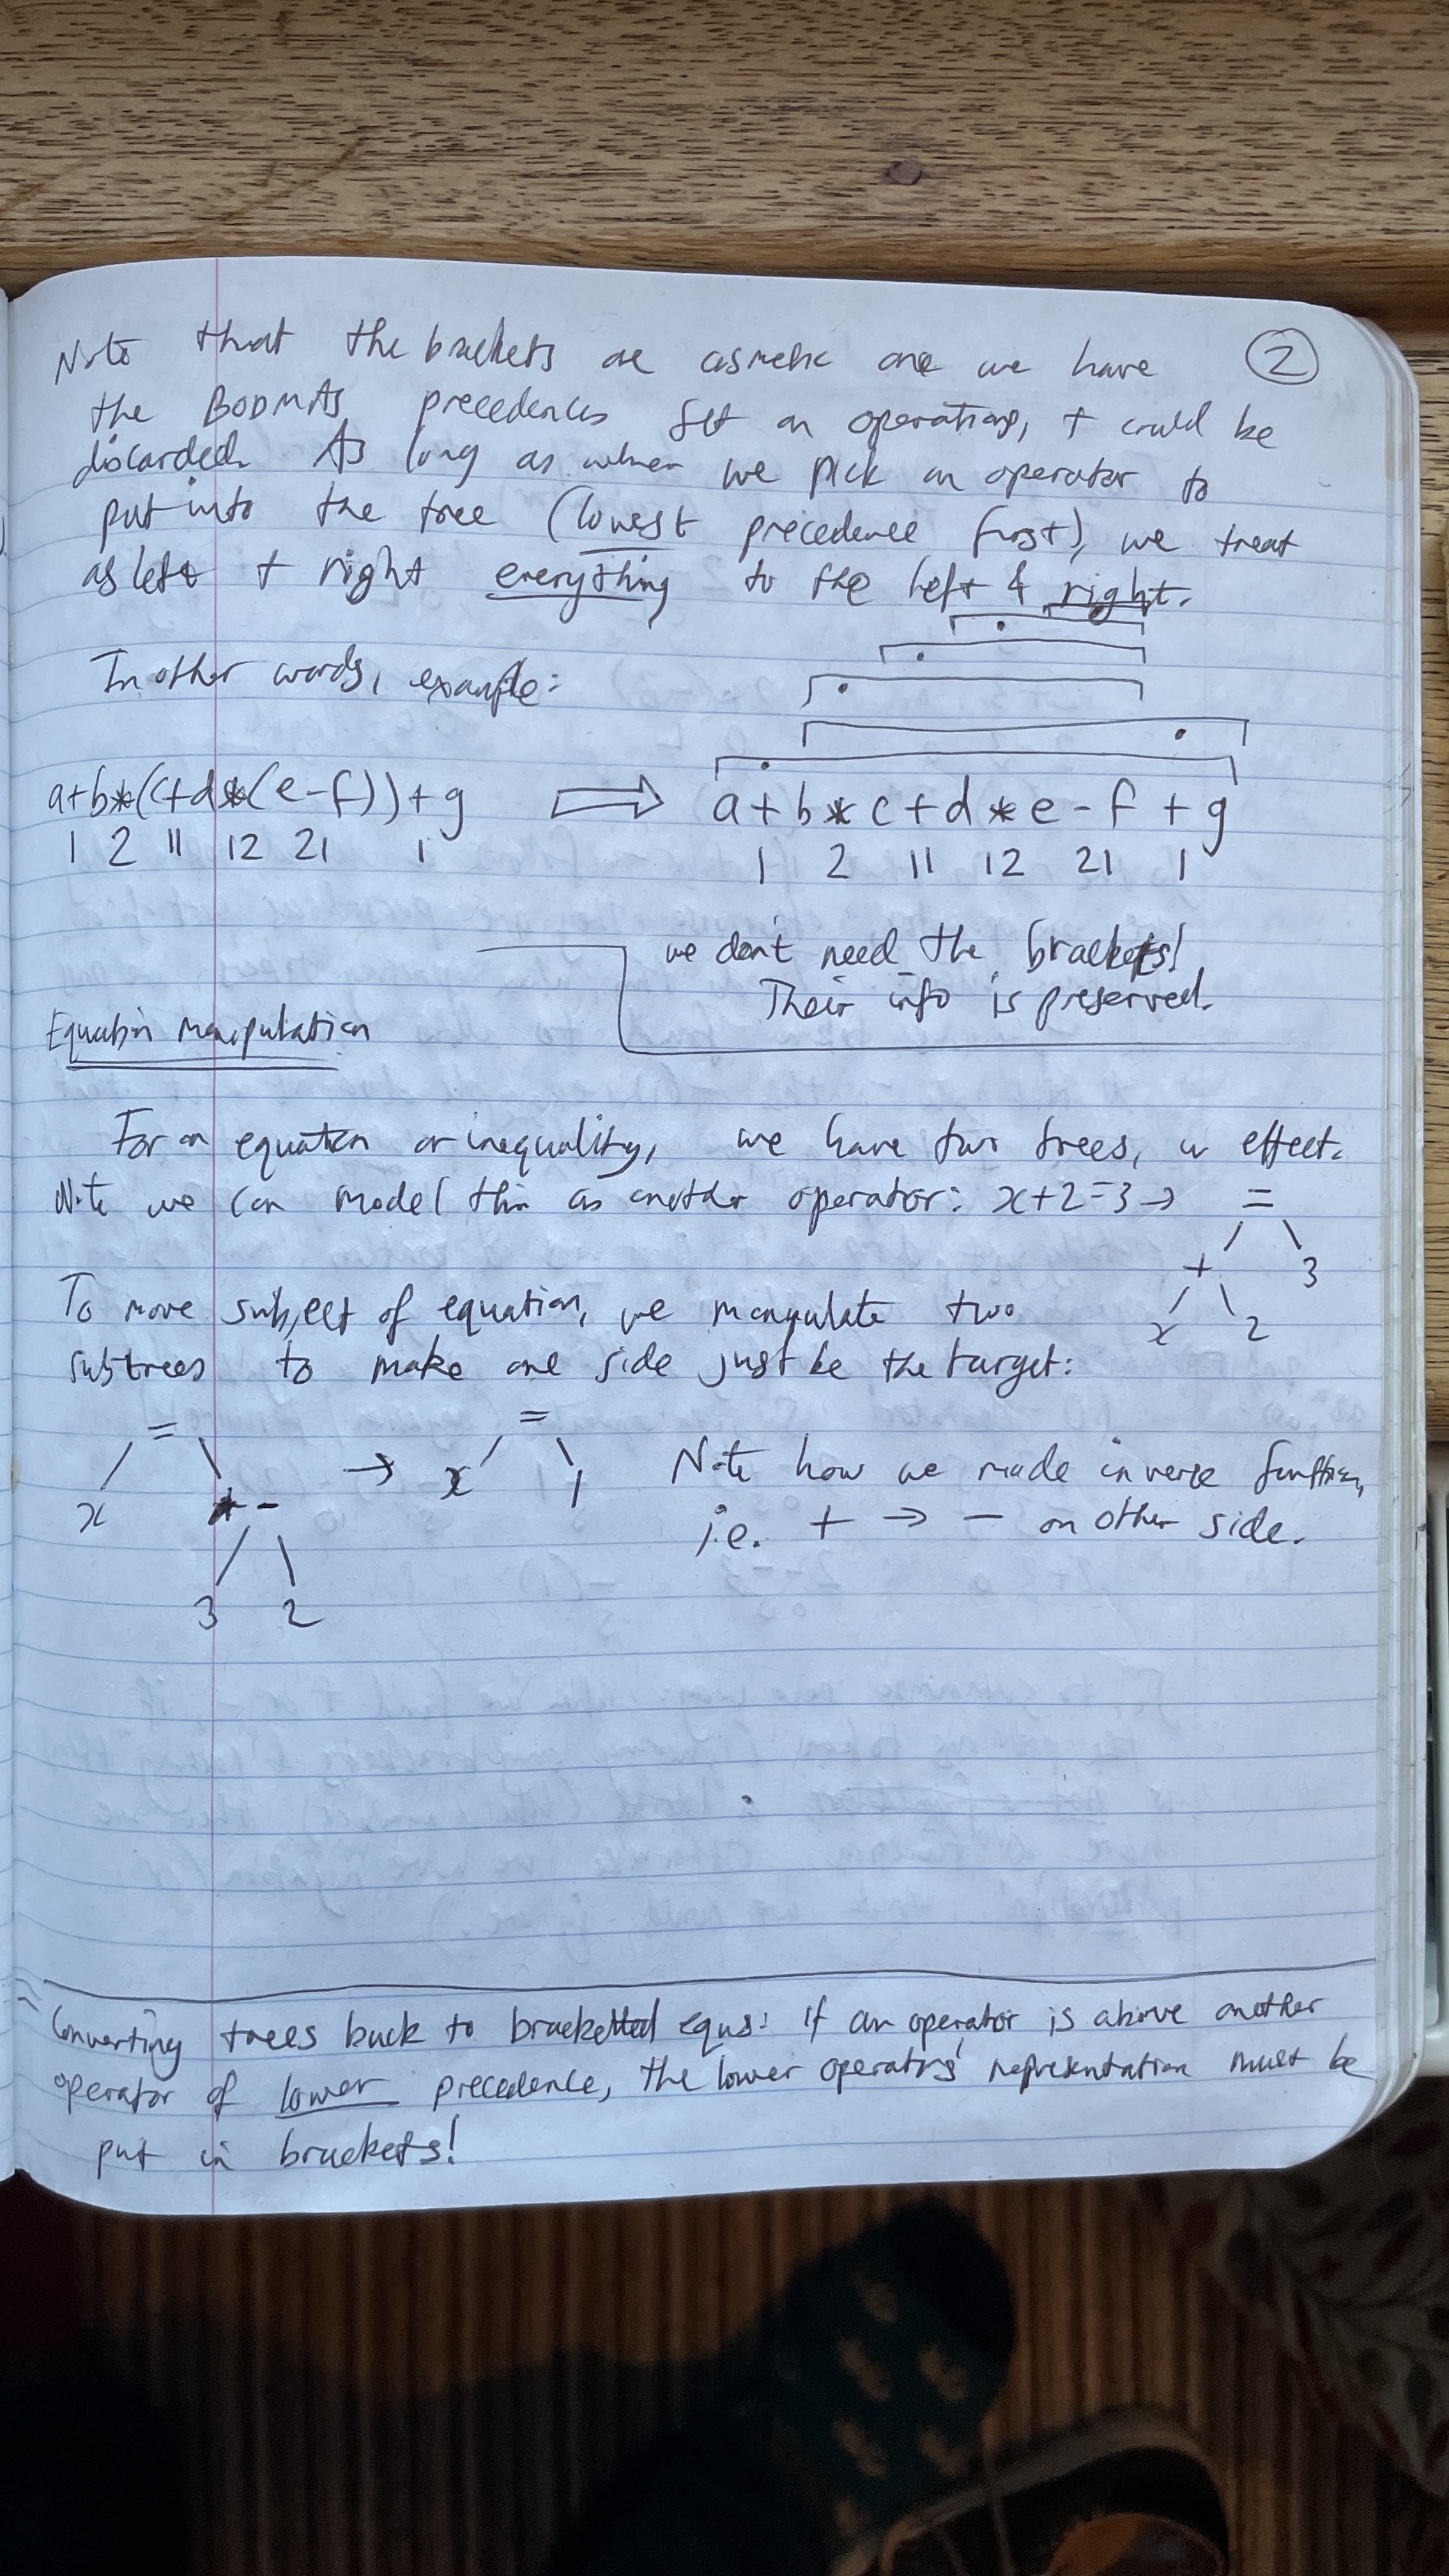 Note that the brackets are cosmetic once we have
②
the BODMAS precedences set on operations, + could be
discarded. As long as when we pick an operator to
put into the tree (lowest precedence first), we treat
as left + right everything to the left & right.
In other words, example:
a+b*(c+d*(e-f))+g ⇒ a+b*c+d*e-f+g
1 2 11 12 21 1 1 2 11 12 21 1
we don't need the brackets!
Their info is preserved.
Equation Manipulation
For an equation or inequality, we have two trees, in effect.
Note we can model this as another operator: x+2=3 → =
+ 3
x 2
To move subject of equation, we manipulate two
subtrees to make one side just be the target:
= → =
x - x 1
3 2
Note how we made inverse function,
i.e. + → - on other side.
Converting trees back to bracketted equs: if an operator is above another
operator of lower precedence, the lower operators' representation must be
put in brackets!